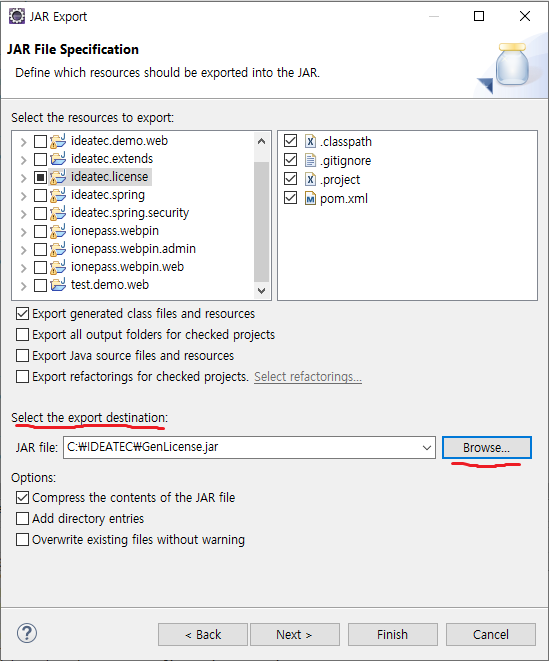 JAR Export
JAR File Specification
Define which resources should be exported into the JAR.
Select the resources to export:
ideatec.demo.web
ideatec.extends
ideatec.license
ideatec.spring
ideatec.spring.security
ionepass.webpin
ionepass.webpin.admin
ionepass.webpin.web
test.demo.web
.classpath
.gitignore
.project
pom.xml
Export generated class files and resources
Export all output folders for checked projects
Export Java source files and resources
Export refactorings for checked projects. Select refactorings...
Select the export destination:
JAR file: C:₩IDEATEC₩GenLicense.jar Browse...
Options:
Compress the contents of the JAR file
Add directory entries
Overwrite existing files without warning
? < Back Next > Finish Cancel